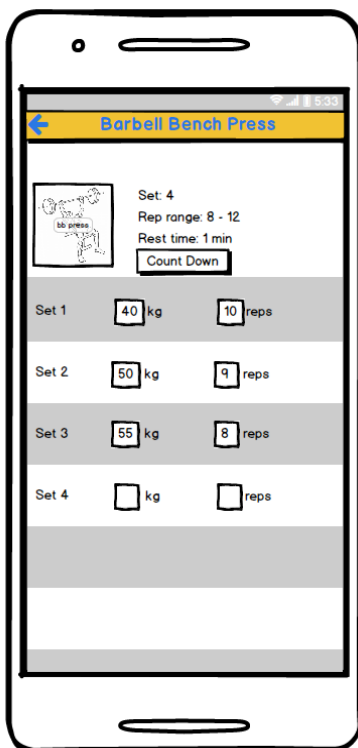 5:33
Barbell Bench Press
bb press
Set: 4
Rep range: 8 - 12
Rest time: 1 min
Count Down
Set 1 40 kg 10 reps
Set 2 50 kg 9 reps
Set 3 55 kg 8 reps
Set 4 kg reps